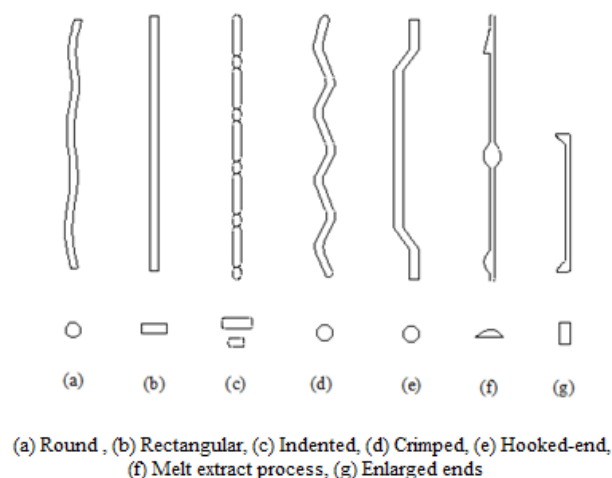 (a) (b) (c) (d) (e) (f) (g)
(a) Round , (b) Rectangular, (c) Indented, (d) Crimped, (e) Hooked-end,
(f) Melt extract process, (g) Enlarged ends